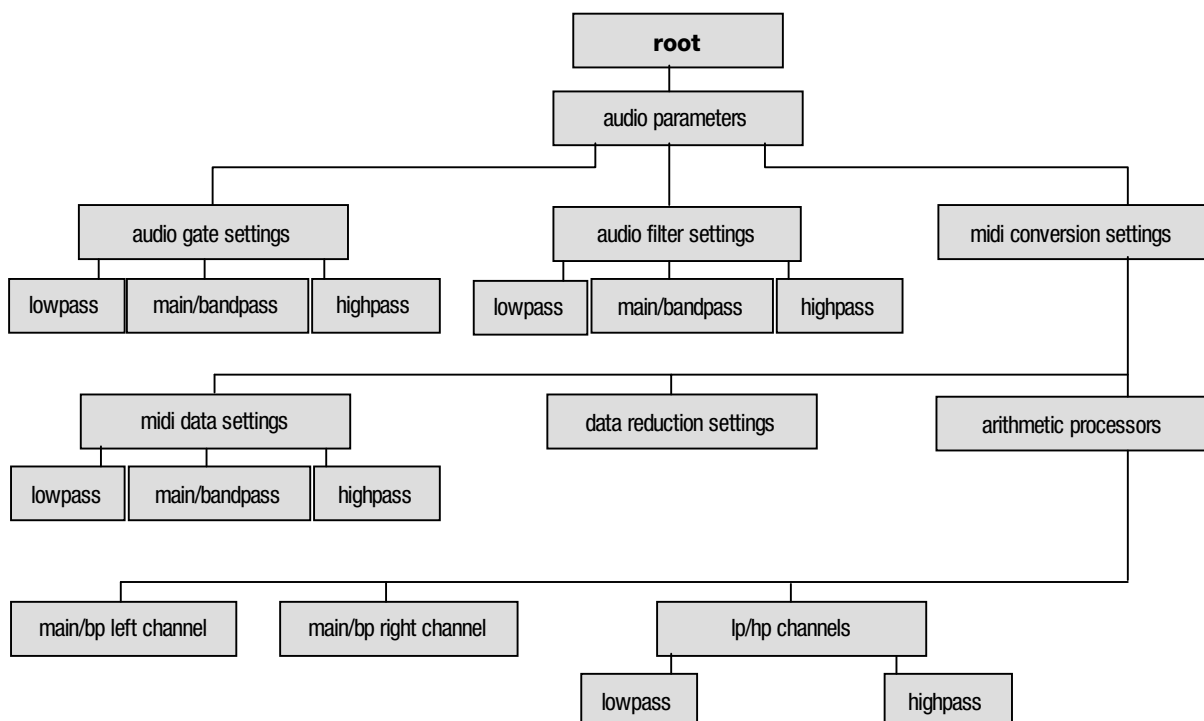 root
audio parameters
audio gate settings
audio filter settings
midi conversion settings
lowpass
main/bandpass
highpass
lowpass
main/bandpass
highpass
midi data settings
data reduction settings
arithmetic processors
lowpass
main/bandpass
highpass
main/bp left channel
main/bp right channel
lp/hp channels
lowpass
highpass